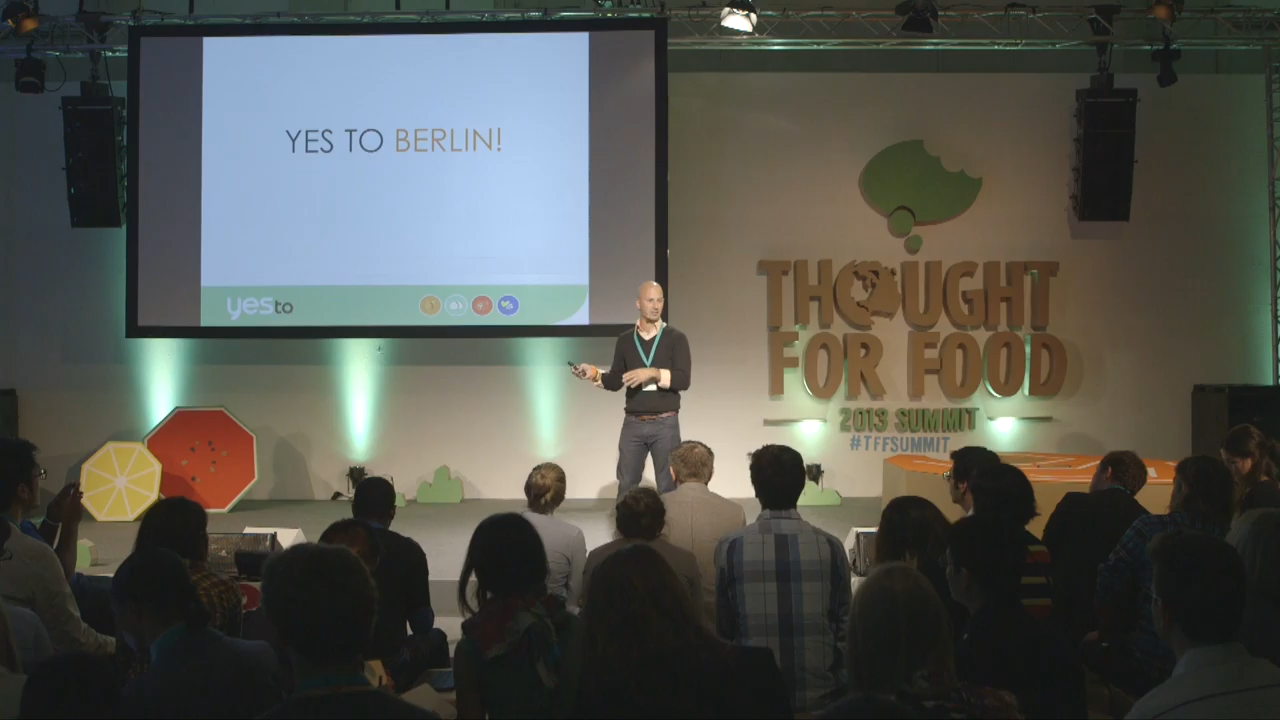 YES TO BERLIN!
yes to
THOUGHT
FOR FOOD
2013 SUMMIT
#TFFSUMMIT